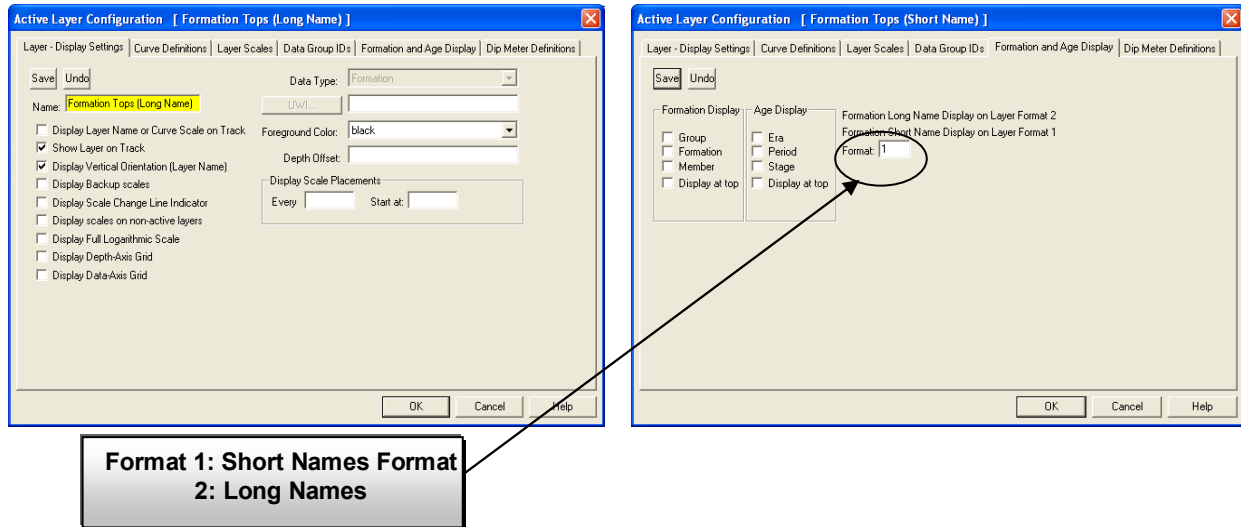 Active Layer Configuration [ Formation Tops (Long Name) ]
Layer - Display Settings Curve Definitions Layer Scales Data Group IDs Formation and Age Display Dip Meter Definitions
Save Undo
Name: Formation Tops (Long Name)
Display Layer Name or Curve Scale on Track
Show Layer on Track
Display Vertical Orientation (Layer Name)
Display Backup scales
Display Scale Change Line Indicator
Display scales on non-active layers
Display Full Logarithmic Scale
Display Depth-Axis Grid
Display Data-Axis Grid
Data Type: Formation
UWI...
Foreground Color: black
Depth Offset:
Display Scale Placements
Every Start at:
OK Cancel Help
Active Layer Configuration [ Formation Tops (Short Name) ]
Layer - Display Settings Curve Definitions Layer Scales Data Group IDs Formation and Age Display Dip Meter Definitions
Save Undo
Formation Display
Group
Formation
Member
Display at top
Age Display
Era
Period
Stage
Display at top
Formation Long Name Display on Layer Format 2
Formation Short Name Display on Layer Format 1
Format: 1
OK Cancel Help
Format 1: Short Names Format
2: Long Names